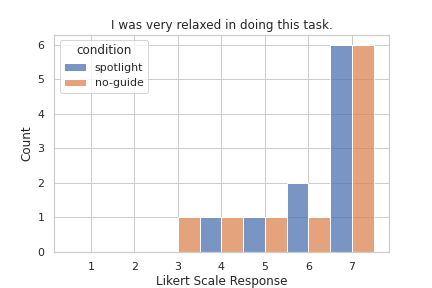 I was very relaxed in doing this task.
condition
spotlight
no-guide
6
5
4
3
2
1
0
Count
1 2 3 4 5 6 7
Likert Scale Response